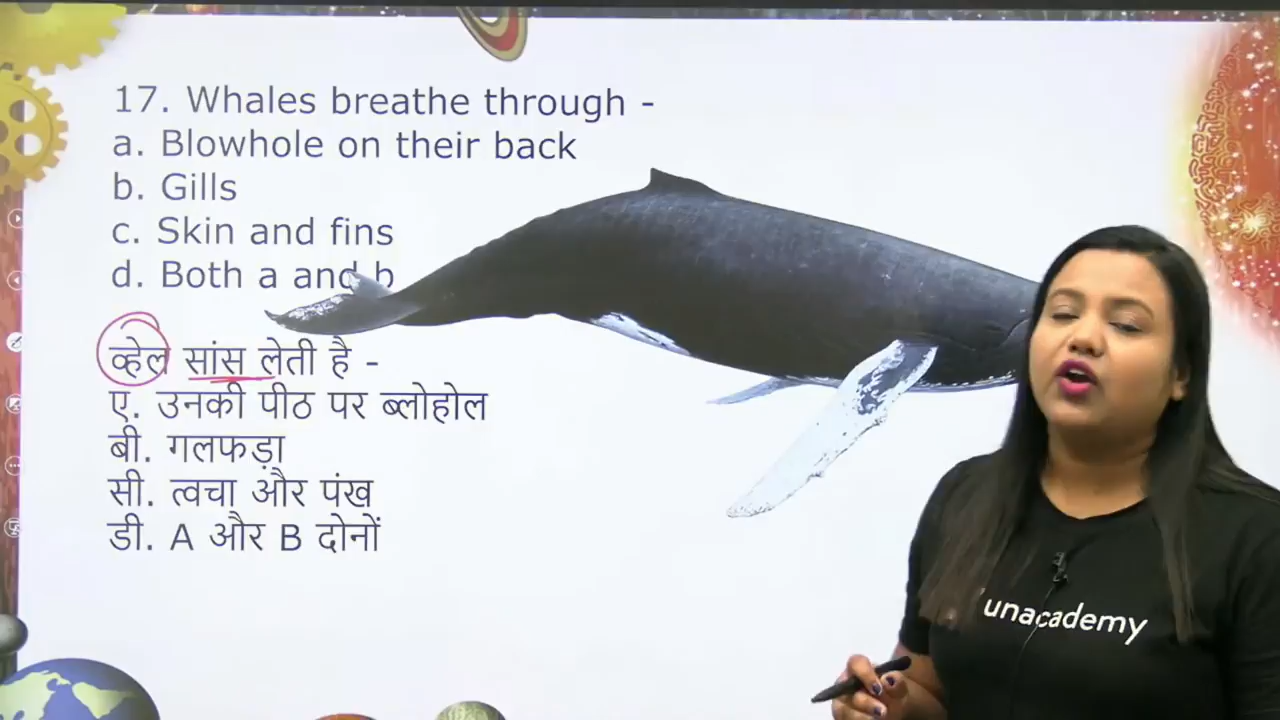 17. Whales breathe through -
a. Blowhole on their back
b. Gills
c. Skin and fins
d. Both a and b
व्हेल सांस लेती है -
ए. उनकी पीठ पर ब्लोहोल
बी. गलफड़ा
सी. त्वचा और पंख
डी. A और B दोनों
unacademy